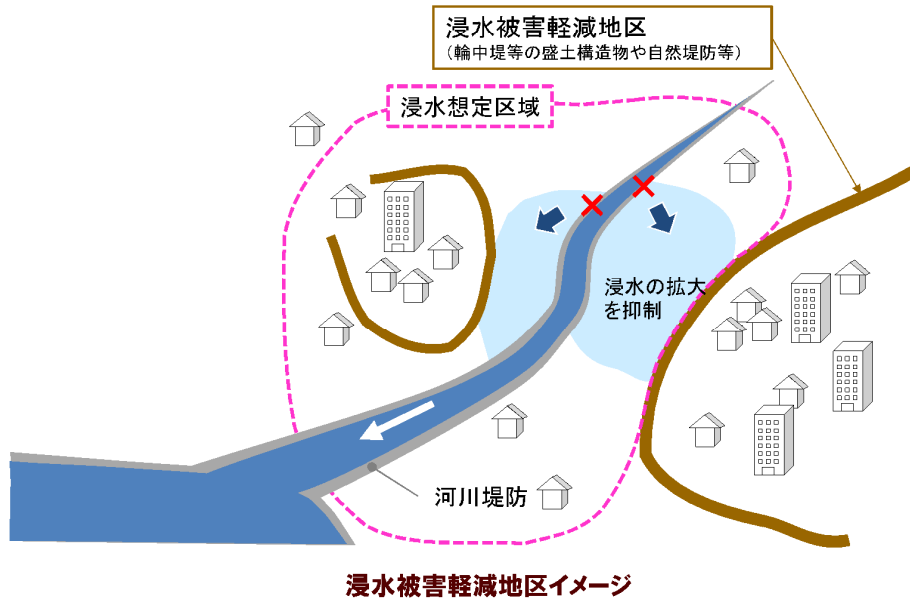 浸水被害軽減地区
（輪中堤等の盛土構造物や自然堤防等）
浸水想定区域
浸水の拡大
を抑制
河川堤防
浸水被害軽減地区イメージ